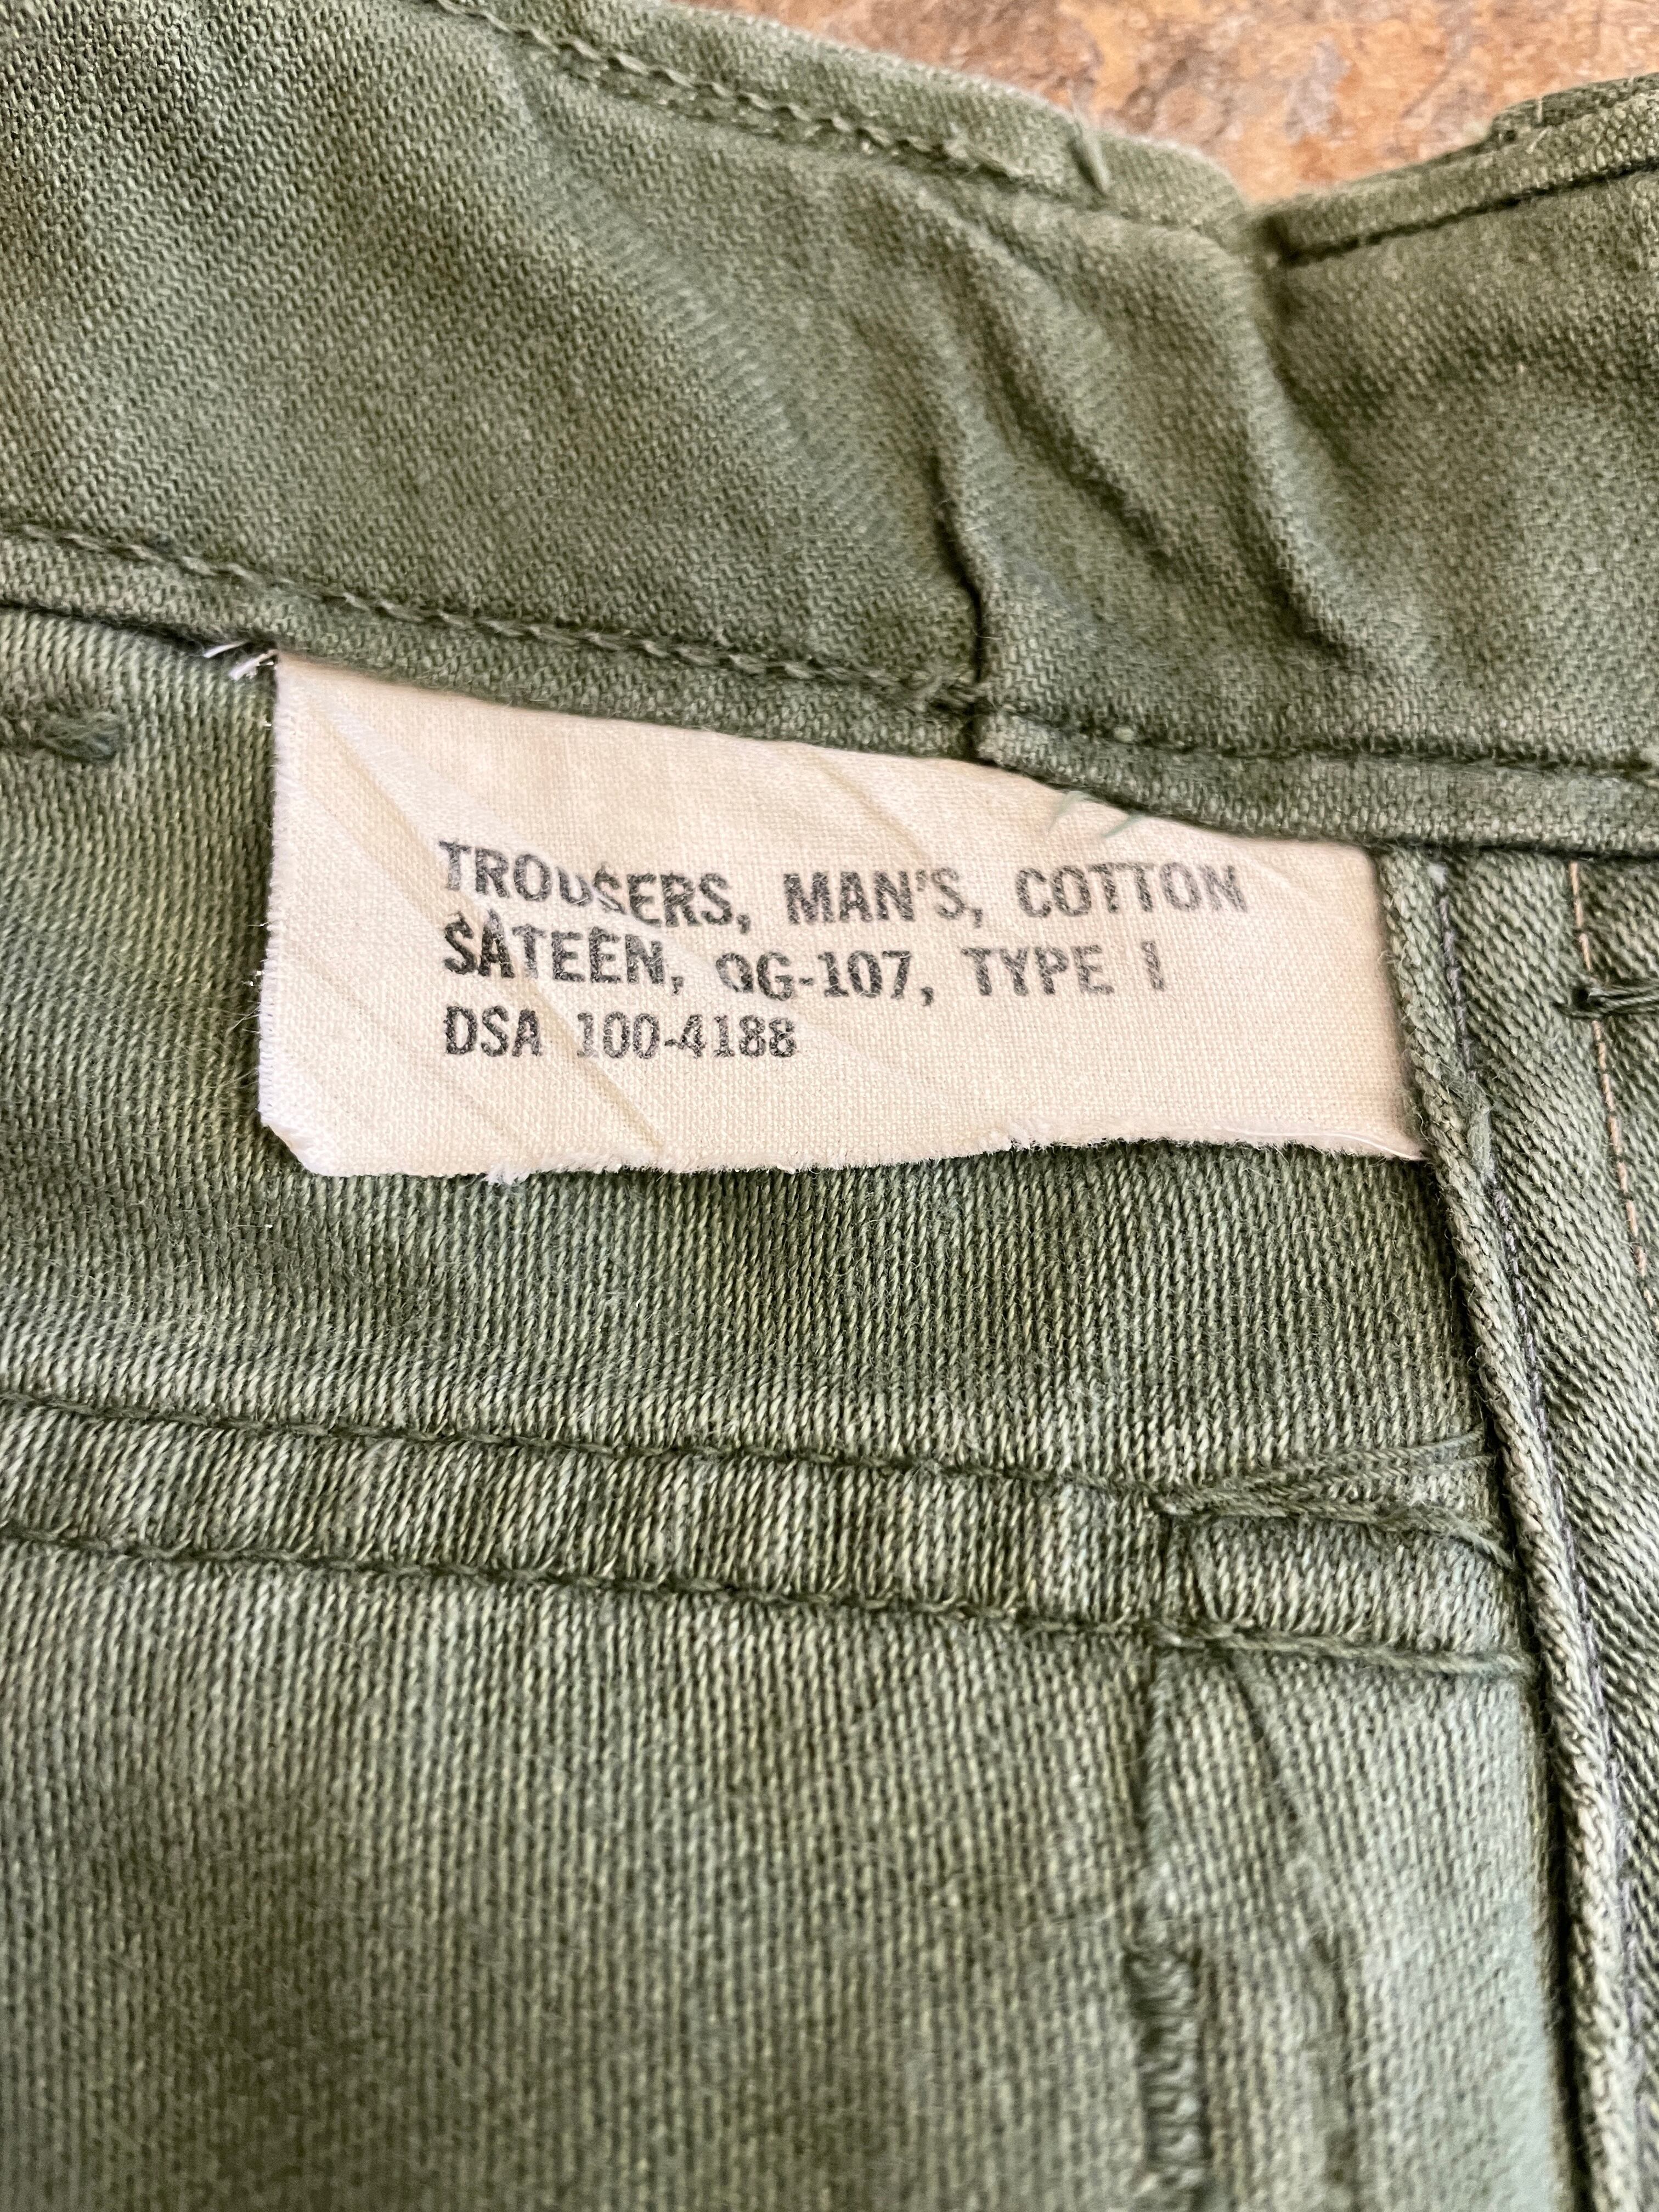 TROUSERS, MAN'S, COTTON
SATEEN, OG-107, TYPE I
DSA 100-4188